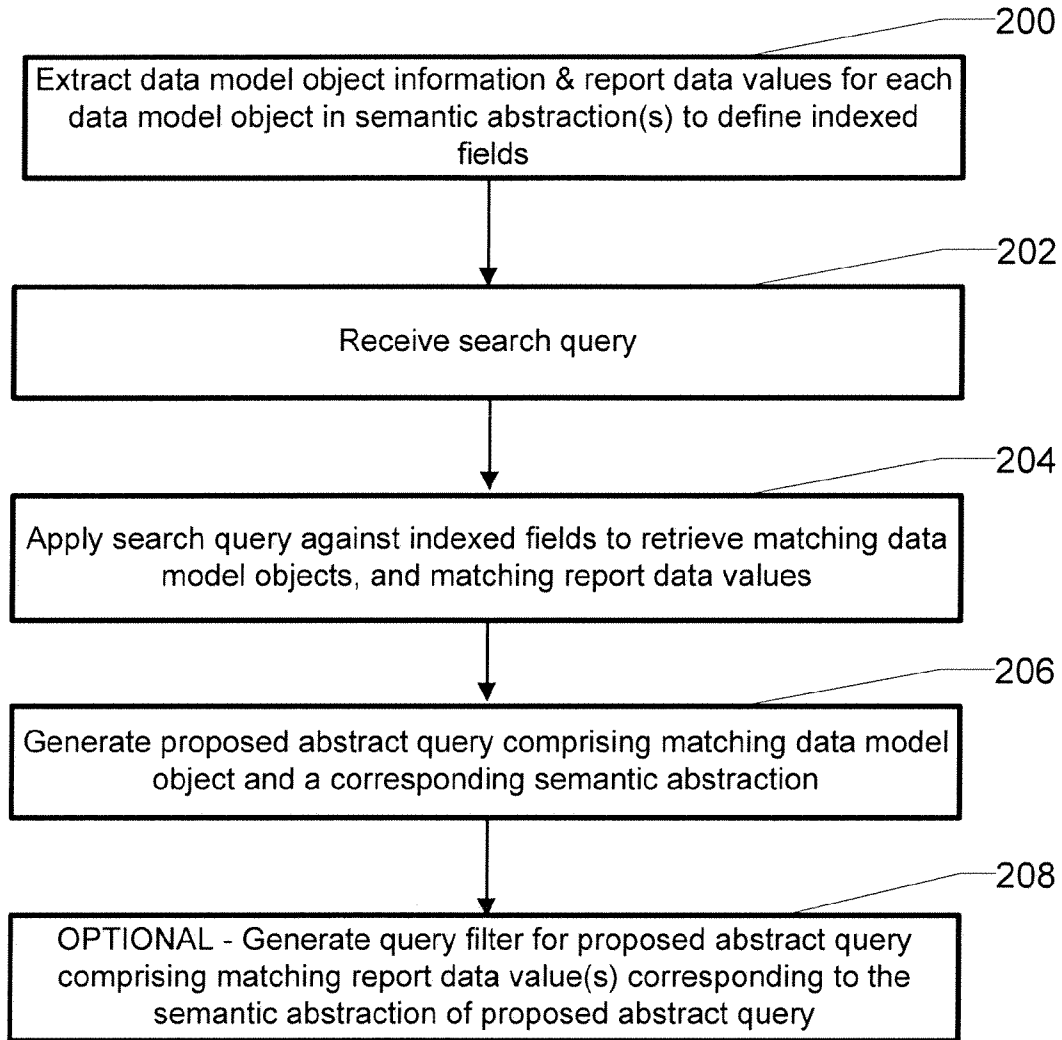 200
Extract data model object information & report data values for each
data model object in semantic abstraction(s) to define indexed
fields
202
Receive search query
204
Apply search query against indexed fields to retrieve matching data
model objects, and matching report data values
206
Generate proposed abstract query comprising matching data model
object and a corresponding semantic abstraction
208
OPTIONAL - Generate query filter for proposed abstract query
comprising matching report data value(s) corresponding to the
semantic abstraction of proposed abstract query